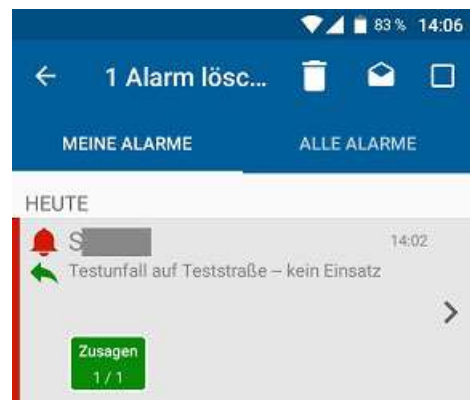 83 % 14:06
1 Alarm lösc...
MEINE ALARME ALLE ALARME
HEUTE
S 14:02
Testunfall auf Teststraße – kein Einsatz
Zusagen
1 / 1